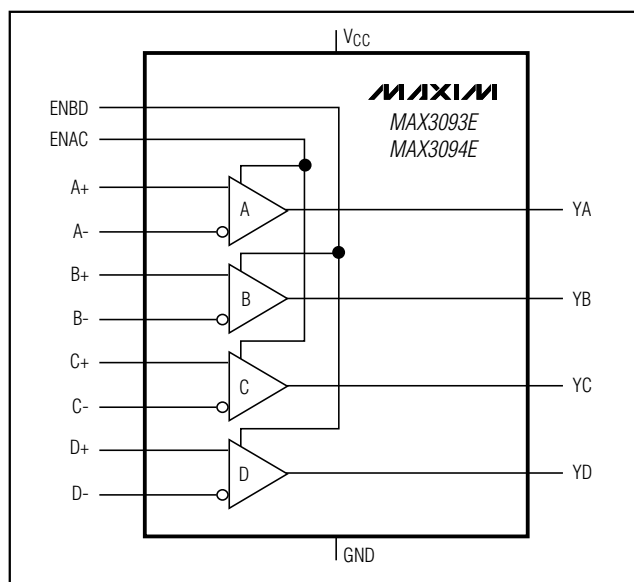 VCC
MAXIM
MAX3093E
MAX3094E
ENBD
ENAC
A+
A-
A
YA
B+
B-
B
YB
C+
C-
C
YC
D+
D-
D
YD
GND